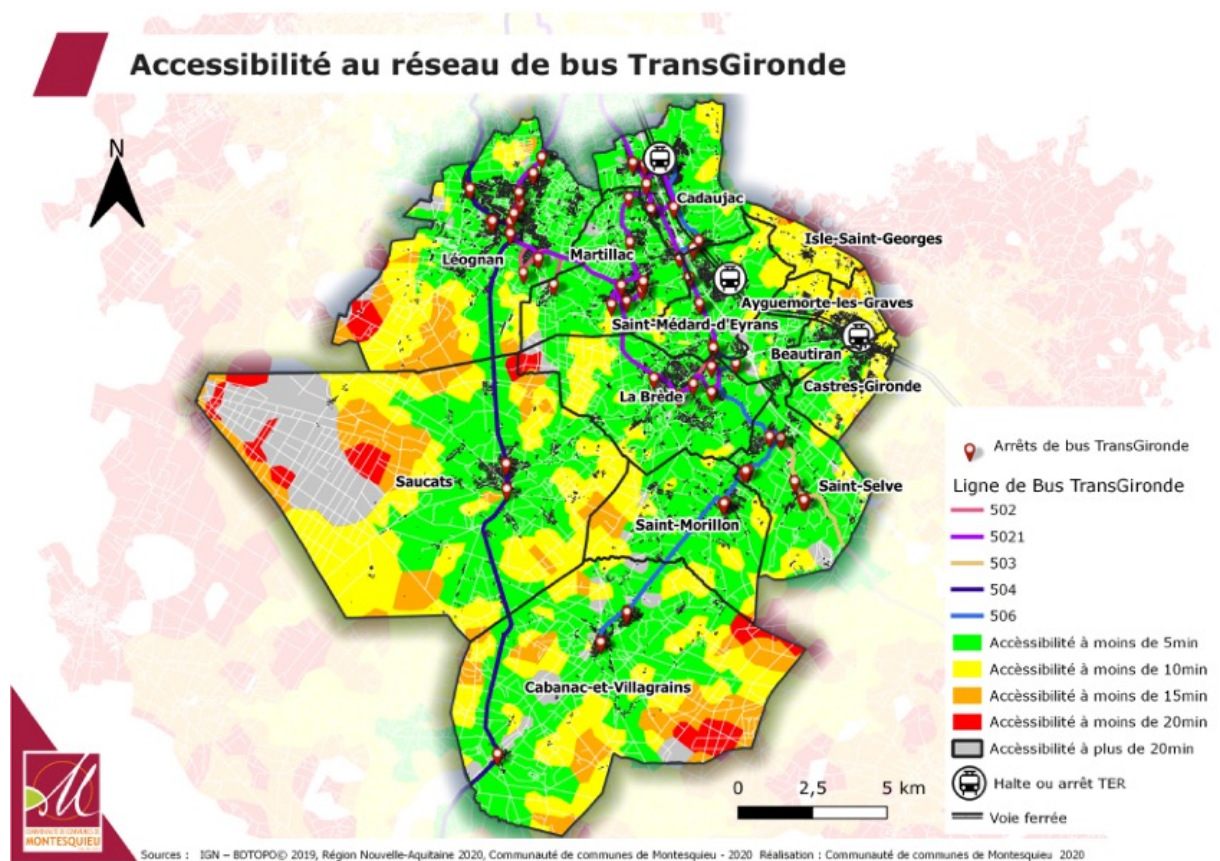 Accessibilité au réseau de bus TransGironde
N
Cadaujac
Isle-Saint-Georges
Léognan
Martillac
Ayguemorte-les-Graves
Saint-Médard-d'Eyrans
Beautiran
Castres-Gironde
La Brède
Saucats
Saint-Selve
Saint-Morillon
Cabanac-et-Villagrains
Arrêts de bus TransGironde
Ligne de Bus TransGironde
502
5021
503
504
506
Accèssibilité à moins de 5min
Accèssibilité à moins de 10min
Accèssibilité à moins de 15min
Accèssibilité à moins de 20min
Accèssibilité à plus de 20min
Halte ou arrêt TER
Voie ferrée
0 2,5 5 km
M
COMMUNAUTÉ DE COMMUNES DE
MONTESQUIEU
Sources : IGN – BDTOPO© 2019, Région Nouvelle-Aquitaine 2020, Communauté de communes de Montesquieu - 2020 Réalisation : Communauté de communes de Montesquieu 2020